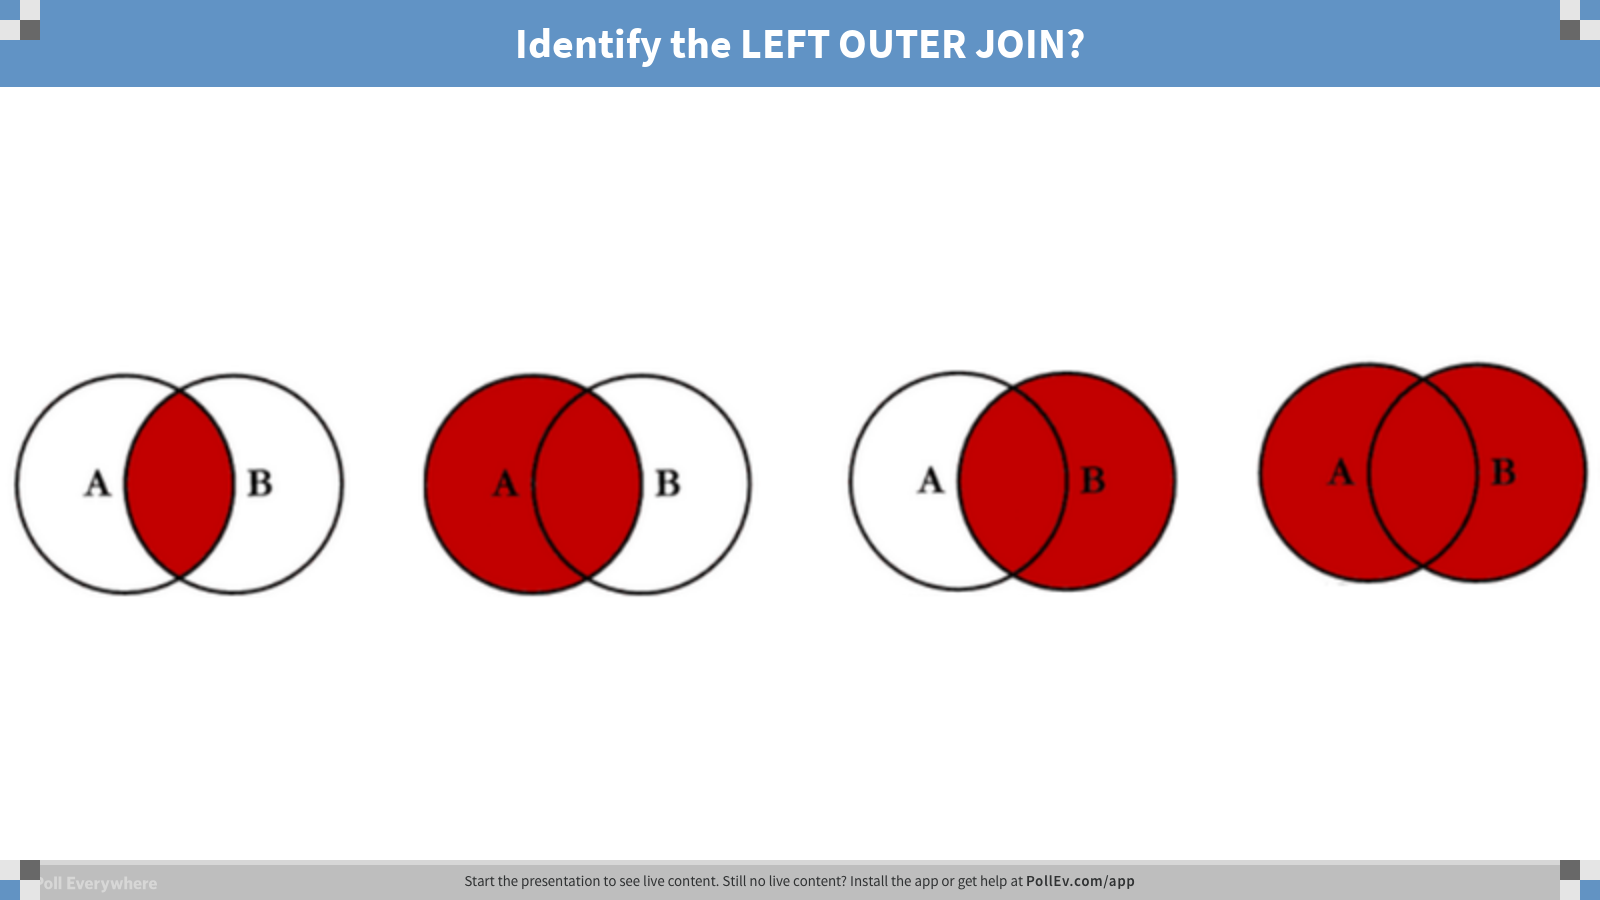 Identify the LEFT OUTER JOIN?
A B
A B
A B
A B
Poll Everywhere
Start the presentation to see live content. Still no live content? Install the app or get help at PollEv.com/app